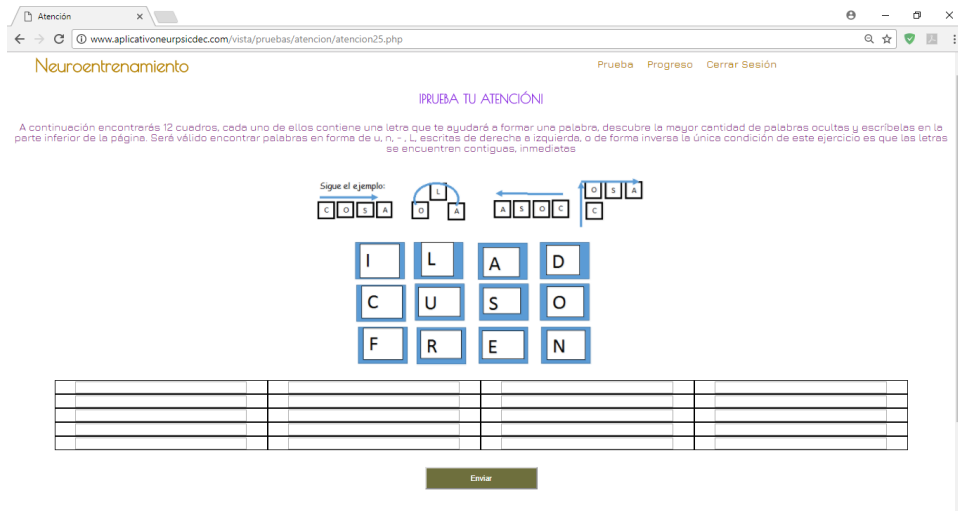 Atención
www.aplicativoneurpsicdec.com/vista/pruebas/atencion/atencion25.php
Neuroentrenamiento
Prueba Progreso Cerrar Sesión
¡PRUEBA TU ATENCIÓN!
A continuación encontrarás 12 cuadros, cada uno de ellos contiene una letra que te ayudará a formar una palabra, descubre la mayor cantidad de palabras ocultas y escríbelas en la
parte inferior de la página. Será válido encontrar palabras en forma de u, n, - , L, escritas de derecha a izquierda, o de forma inversa la única condición de este ejercicio es que las letras
se encuentren contiguas, inmediatas
Sigue el ejemplo:
C O S A
O L A
A S O C
O S A
C
I L A D
C U S O
F R E N
Enviar